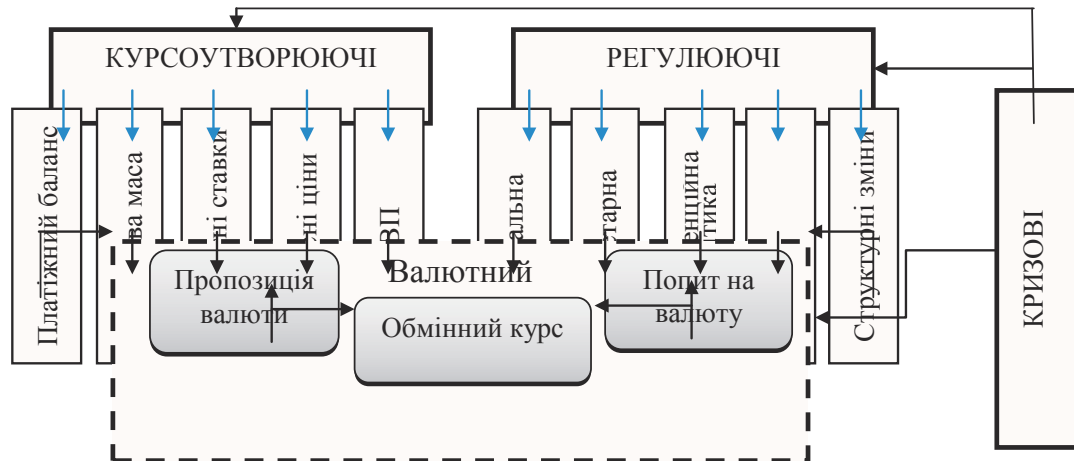 КУРСОУТВОРЮЮЧІ
РЕГУЛЮЮЧІ
Платіжний баланс
ва маса
ні ставки
ні ціни
ВП
альна
тарна
енційна
тика
Структурні зміни
КРИЗОВІ
Валютний
Пропозиція
валюти
Обмінний курс
Попит на
валюту